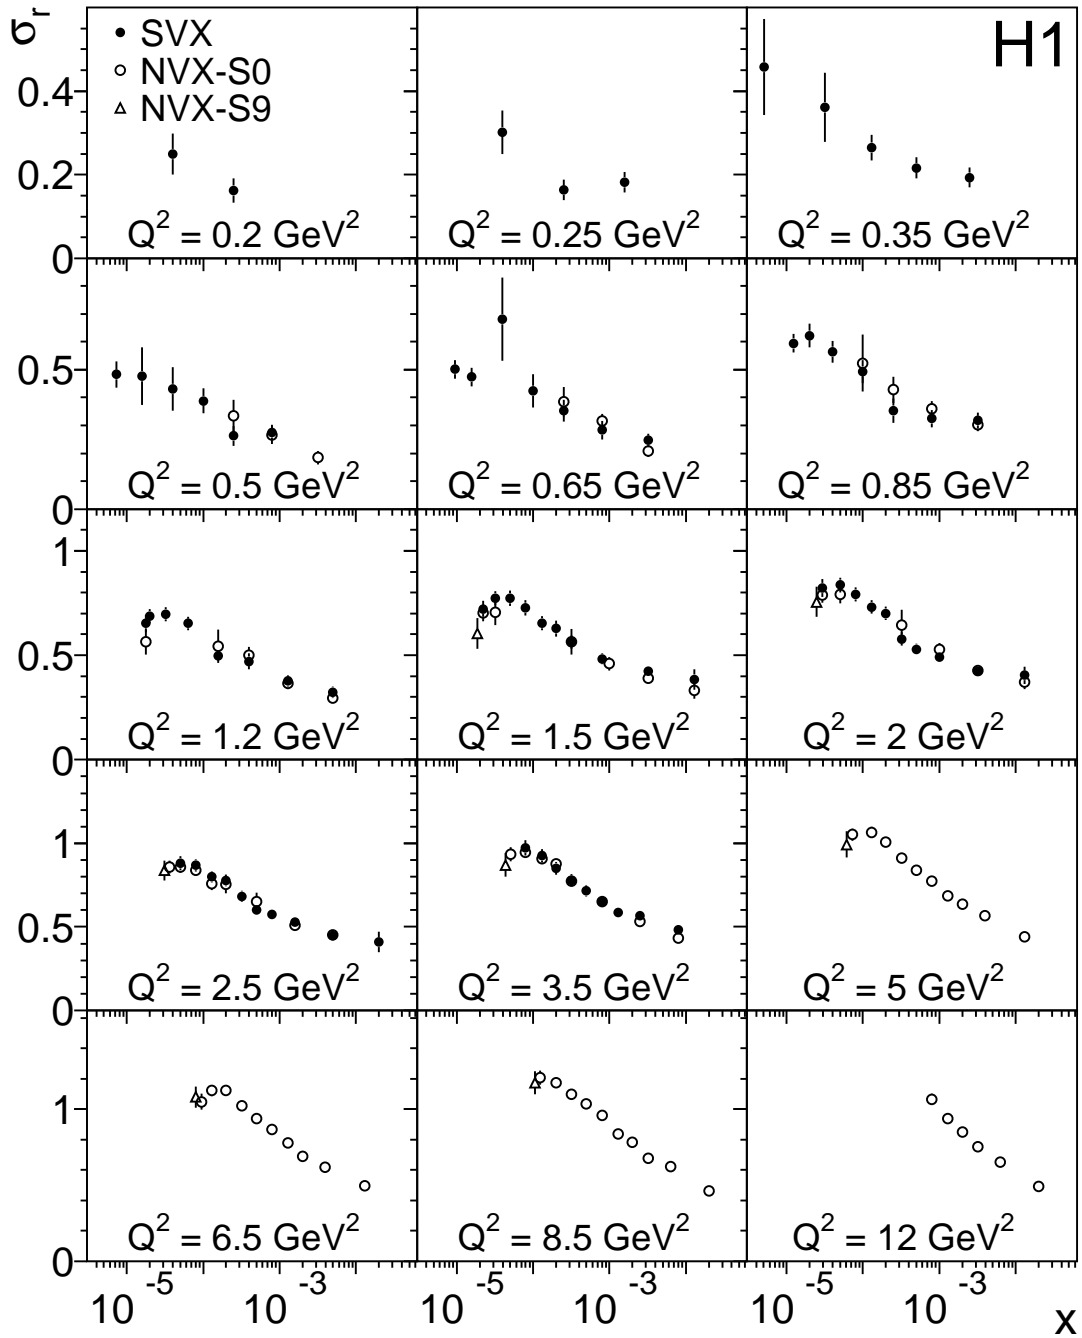 σr
H1
SVX
NVX-S0
NVX-S9
0.4
0.2
0
Q² = 0.2 GeV²
Q² = 0.25 GeV²
Q² = 0.35 GeV²
0.5
0
Q² = 0.5 GeV²
Q² = 0.65 GeV²
Q² = 0.85 GeV²
1
0.5
0
Q² = 1.2 GeV²
Q² = 1.5 GeV²
Q² = 2 GeV²
1
0.5
0
Q² = 2.5 GeV²
Q² = 3.5 GeV²
Q² = 5 GeV²
1
0
Q² = 6.5 GeV²
Q² = 8.5 GeV²
Q² = 12 GeV²
10⁻⁵ 10⁻³ 10⁻⁵ 10⁻³ 10⁻⁵ 10⁻³
x